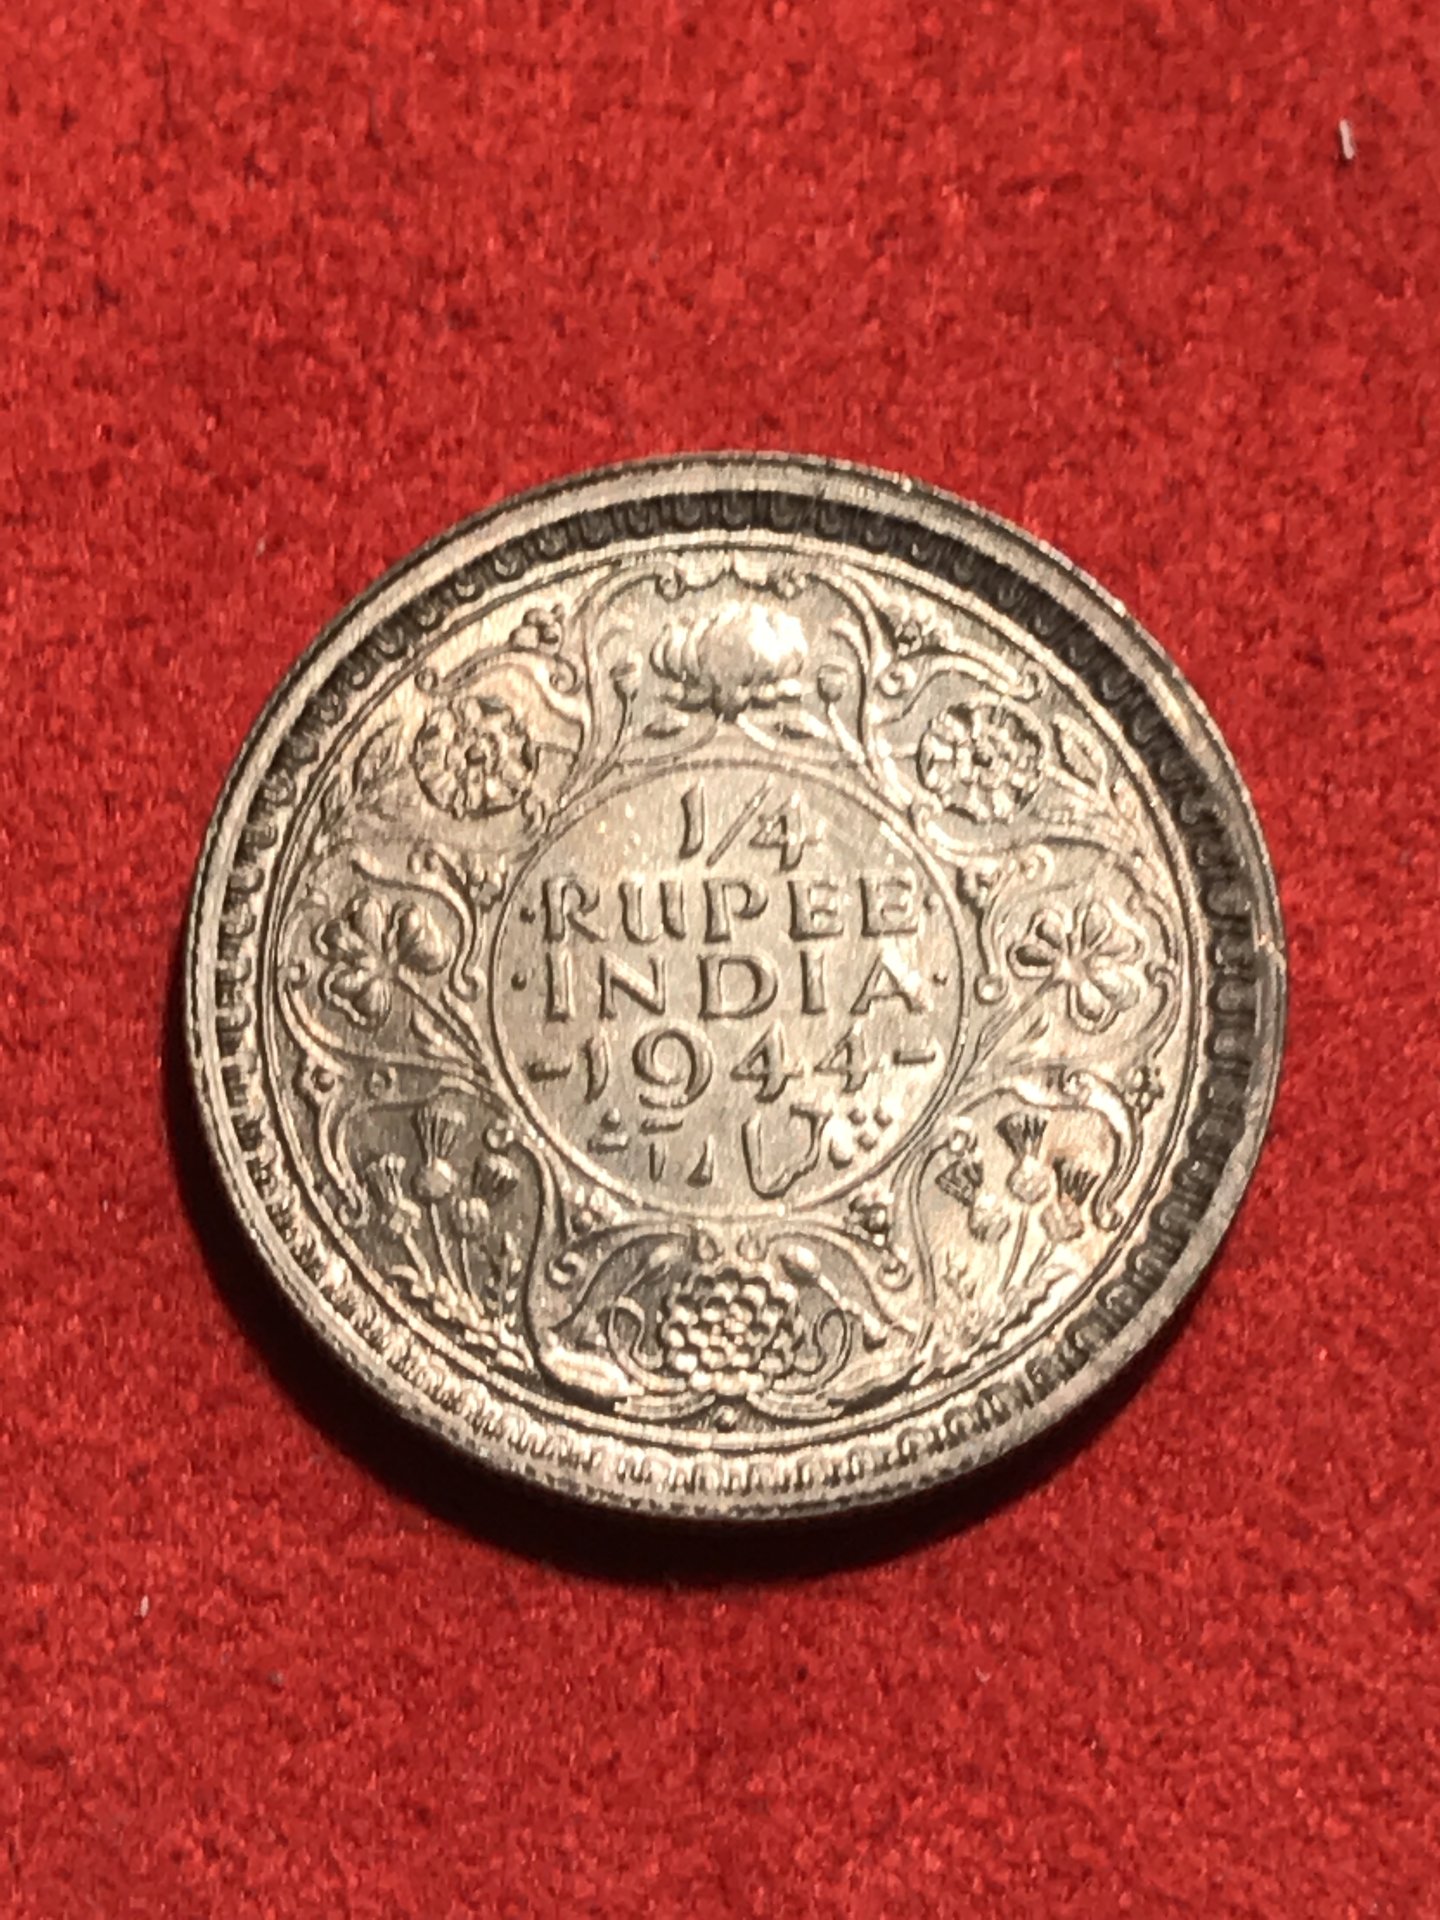 1/4
·RUPEE·
·INDIA·
-1944-